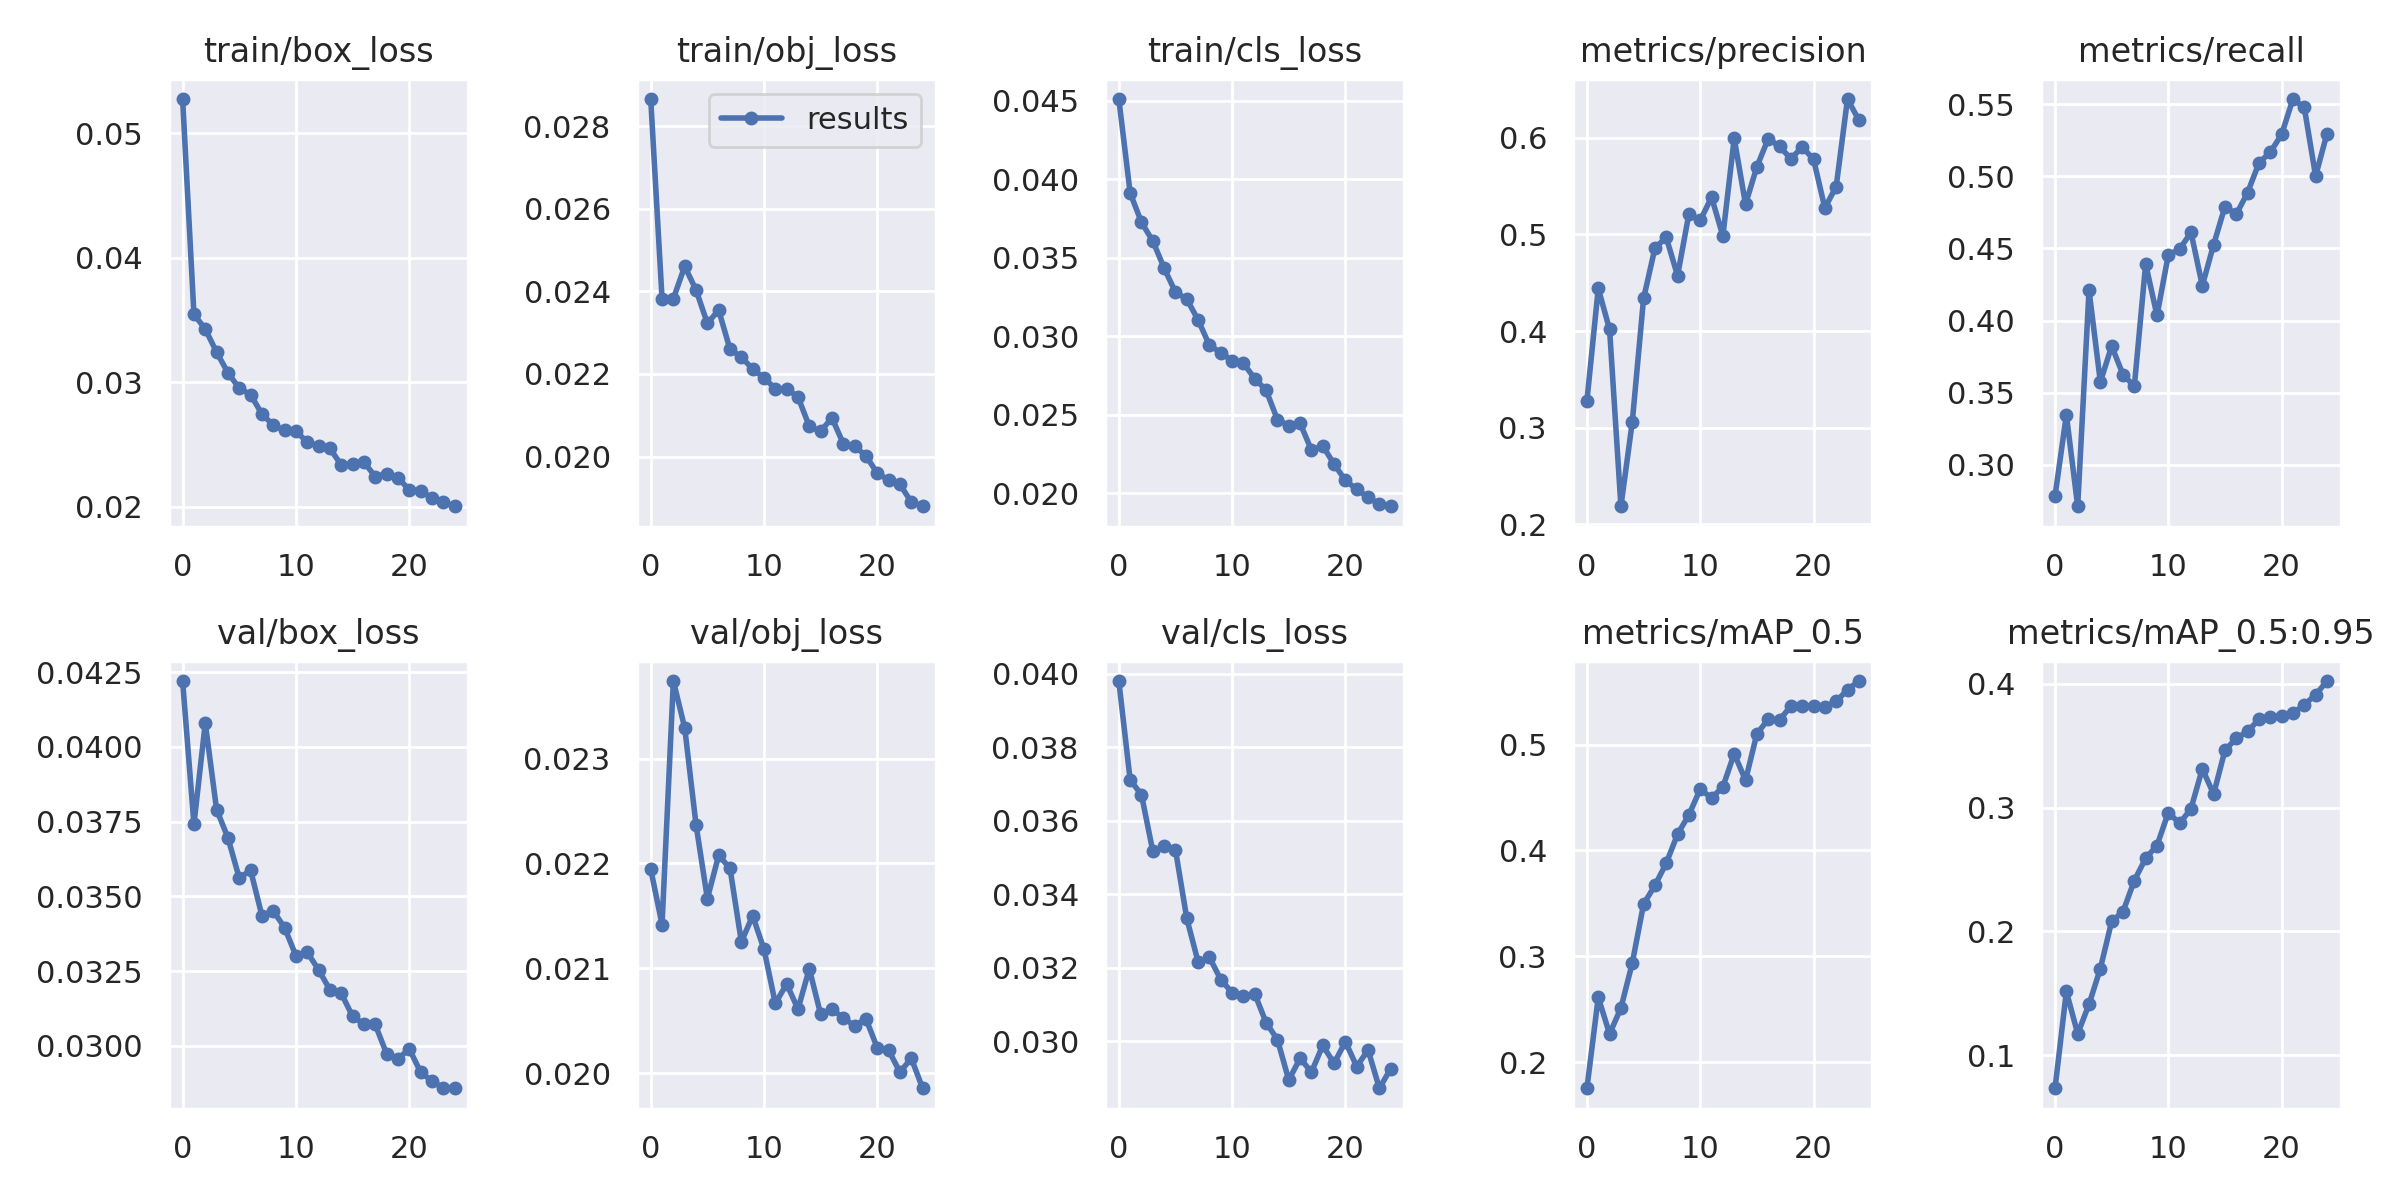 train/box_loss
0.05
0.04
0.03
0.02
0 10 20
train/obj_loss
results
0.028
0.026
0.024
0.022
0.020
0 10 20
train/cls_loss
0.045
0.040
0.035
0.030
0.025
0.020
0 10 20
metrics/precision
0.6
0.5
0.4
0.3
0.2
0 10 20
metrics/recall
0.55
0.50
0.45
0.40
0.35
0.30
0 10 20
val/box_loss
0.0425
0.0400
0.0375
0.0350
0.0325
0.0300
0 10 20
val/obj_loss
0.023
0.022
0.021
0.020
0 10 20
val/cls_loss
0.040
0.038
0.036
0.034
0.032
0.030
0 10 20
metrics/mAP_0.5
0.5
0.4
0.3
0.2
0 10 20
metrics/mAP_0.5:0.95
0.4
0.3
0.2
0.1
0 10 20